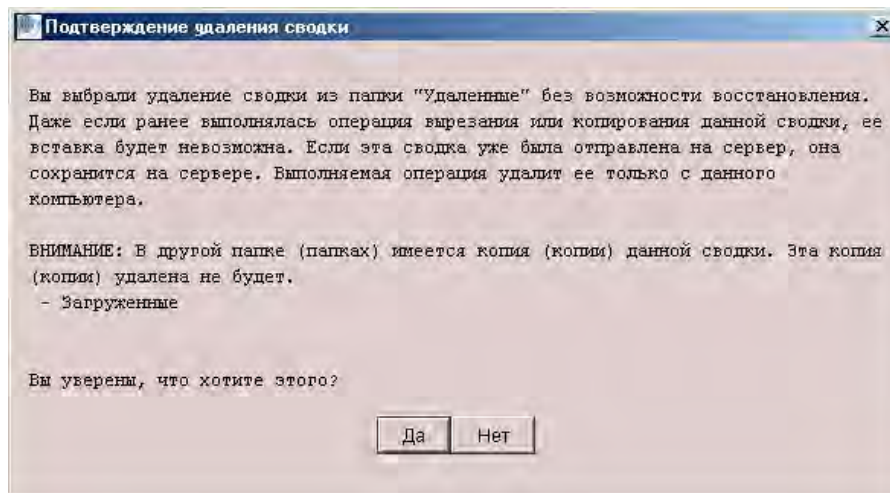 Подтверждение удаления сводки
Вы выбрали удаление сводки из папки "Удаленные" без возможности восстановления.
Даже если ранее выполнялась операция вырезания или копирования данной сводки, ее
вставка будет невозможна. Если эта сводка уже была отправлена на сервер, она
сохранится на сервере. Выполняемая операция удалит ее только с данного
компьютера.
ВНИМАНИЕ: В другой папке (папках) имеется копия (копии) данной сводки. Эта копия
(копии) удалена не будет.
- Загруженные
Вы уверены, что хотите этого?
Да Нет